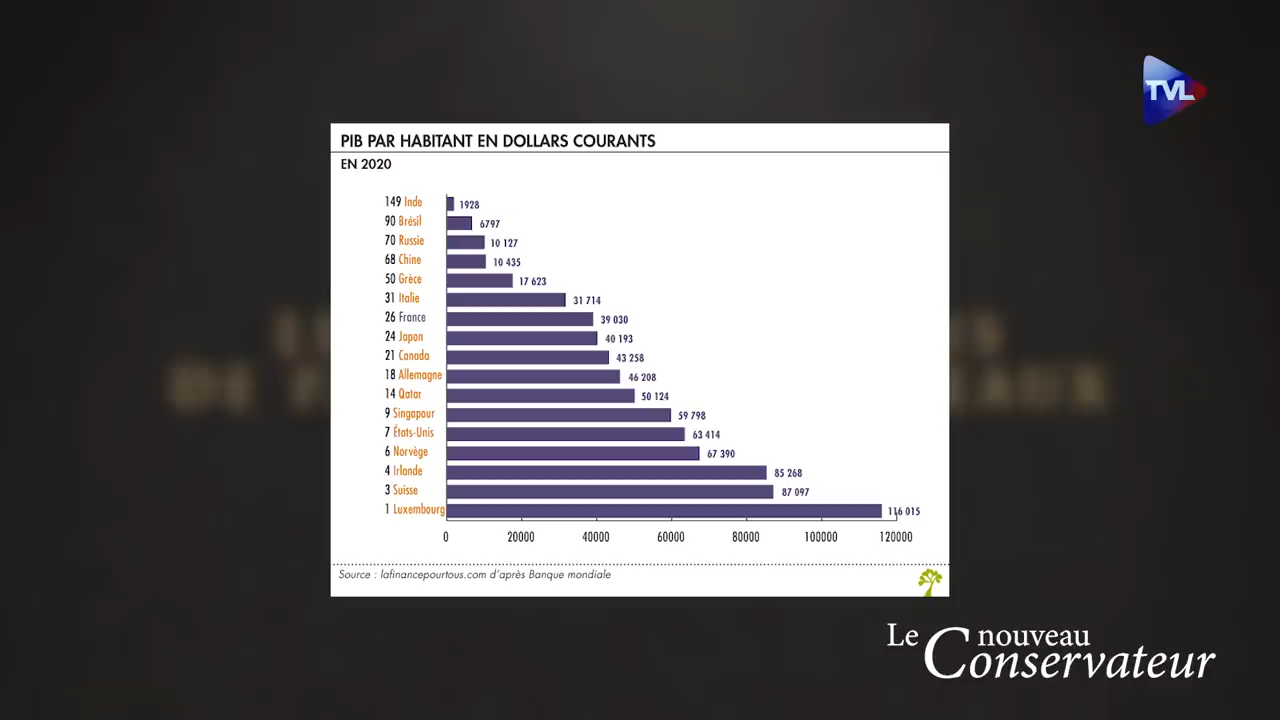 TVL
PIB PAR HABITANT EN DOLLARS COURANTS
EN 2020
149 Inde 1928
90 Brésil 6797
70 Russie 10 127
68 Chine 10 435
50 Grèce 17 623
31 Italie 31 714
26 France 39 030
24 Japon 40 193
21 Canada 43 258
18 Allemagne 46 208
14 Qatar 50 124
9 Singapour 59 798
7 États-Unis 63 414
6 Norvège 67 390
4 Irlande 85 268
3 Suisse 87 097
1 Luxembourg 116 015
0 20000 40000 60000 80000 100000 120000
Source : lafinancepourtous.com d'après Banque mondiale
Le nouveau
Conservateur